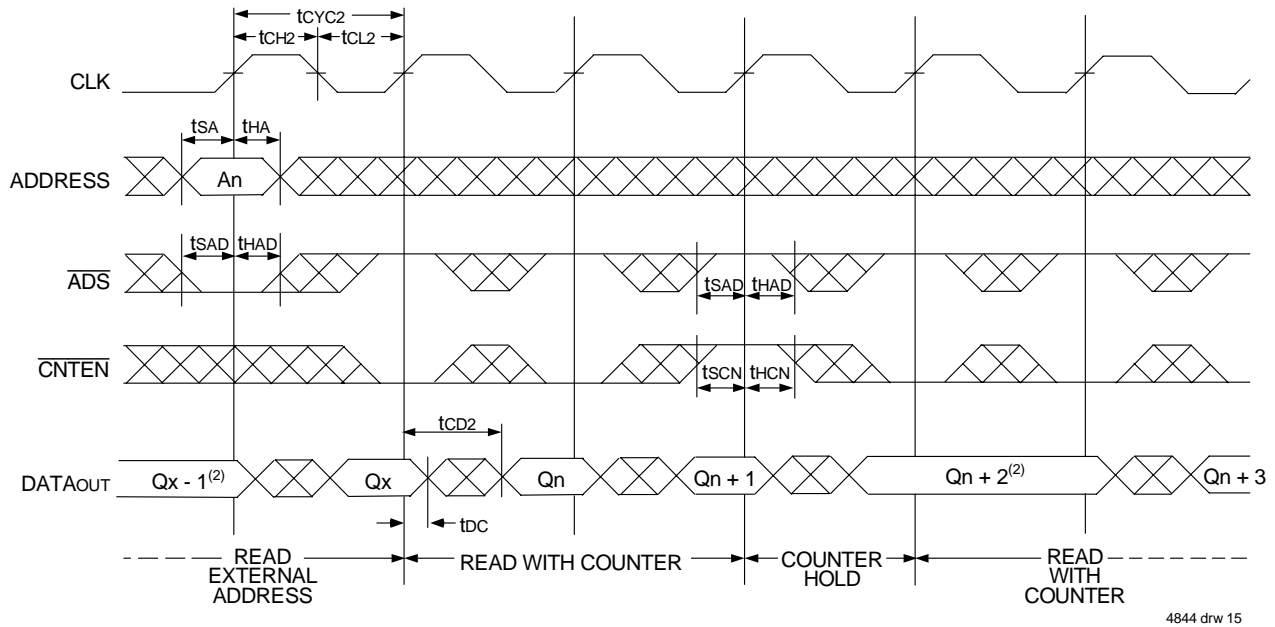 tCYC2
tCH2 tCL2
CLK
tSA tHA
ADDRESS An
tSAD tHAD
ADS
tSAD tHAD
CNTEN
tSCN tHCN
tCD2
DATAOUT Qx - 1(2) Qx Qn Qn + 1 Qn + 2(2) Qn + 3
tDC
READ EXTERNAL ADDRESS
READ WITH COUNTER
COUNTER HOLD
READ WITH COUNTER
4844 drw 15